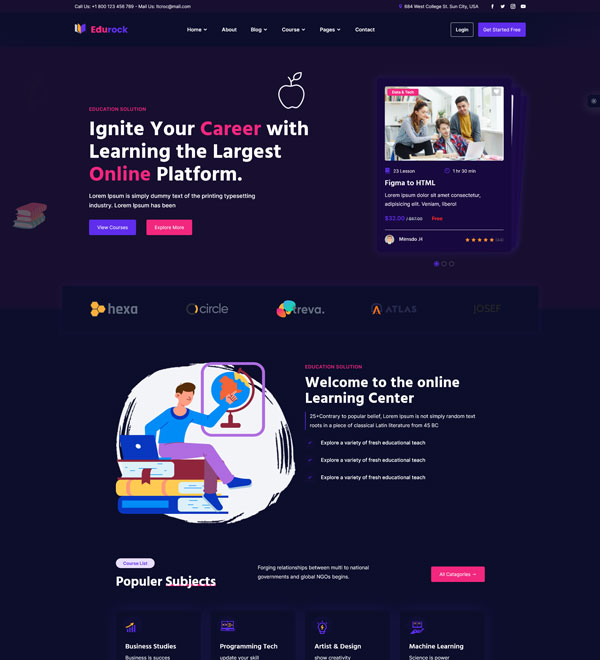 Call Us: +1 800 123 456 789 - Mail Us: Itcroc@mail.com
684 West College St. Sun City, USA
Edurock
Home
About
Blog
Course
Pages
Contact
Login
Get Started Free
EDUCATION SOLUTION
Ignite Your Career with
Learning the Largest
Online Platform.
Lorem Ipsum is simply dummy text of the printing typesetting
industry. Lorem Ipsum has been
View Courses
Explore More
Data & Tech
23 Lesson
1 hr 30 min
Figma to HTML
Lorem ipsum dolor sit amet consectetur,
adipisicing elit. Veniam, libero!
$32.00 / $67.00 Free
Mirnsdo .H
(44)
hexa
circle
treva.
ATLAS
JOSEF
EDUCATION SOLUTION
Welcome to the online
Learning Center
25+Contrary to popular belief, Lorem Ipsum is not simply random text
roots in a piece of classical Latin literature from 45 BC
Explore a variety of fresh educational teach
Explore a variety of fresh educational teach
Explore a variety of fresh educational teach
Course List
Populer Subjects
Forging relationships between multi to national
governments and global NGOs begins.
All Categories →
Business Studies
Business is succes
Programming Tech
update your skill
Artist & Design
show creativity
Machine Learning
Science is power